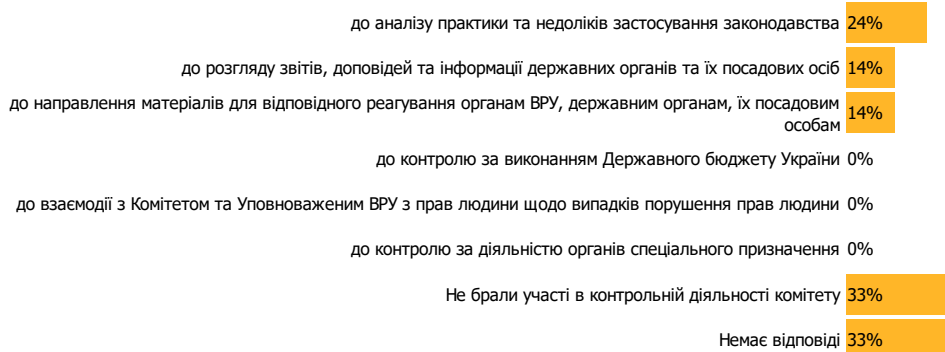 до аналізу практики та недоліків застосування законодавства 24%
до розгляду звітів, доповідей та інформації державних органів та їх посадових осіб 14%
до направлення матеріалів для відповідного реагування органам ВРУ, державним органам, їх посадовим
особам 14%
до контролю за виконанням Державного бюджету України 0%
до взаємодії з Комітетом та Уповноваженим ВРУ з прав людини щодо випадків порушення прав людини 0%
до контролю за діяльністю органів спеціального призначення 0%
Не брали участі в контрольній діяльності комітету 33%
Немає відповіді 33%